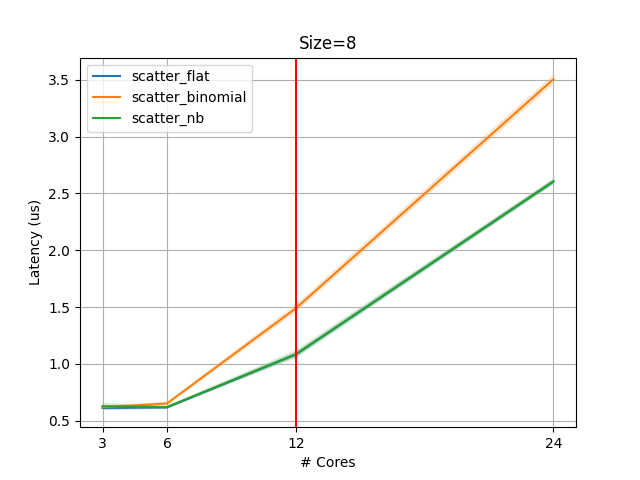 Size=8
scatter_flat
scatter_binomial
scatter_nb
Latency (us)
3.5
3.0
2.5
2.0
1.5
1.0
0.5
3 6 12 24
# Cores